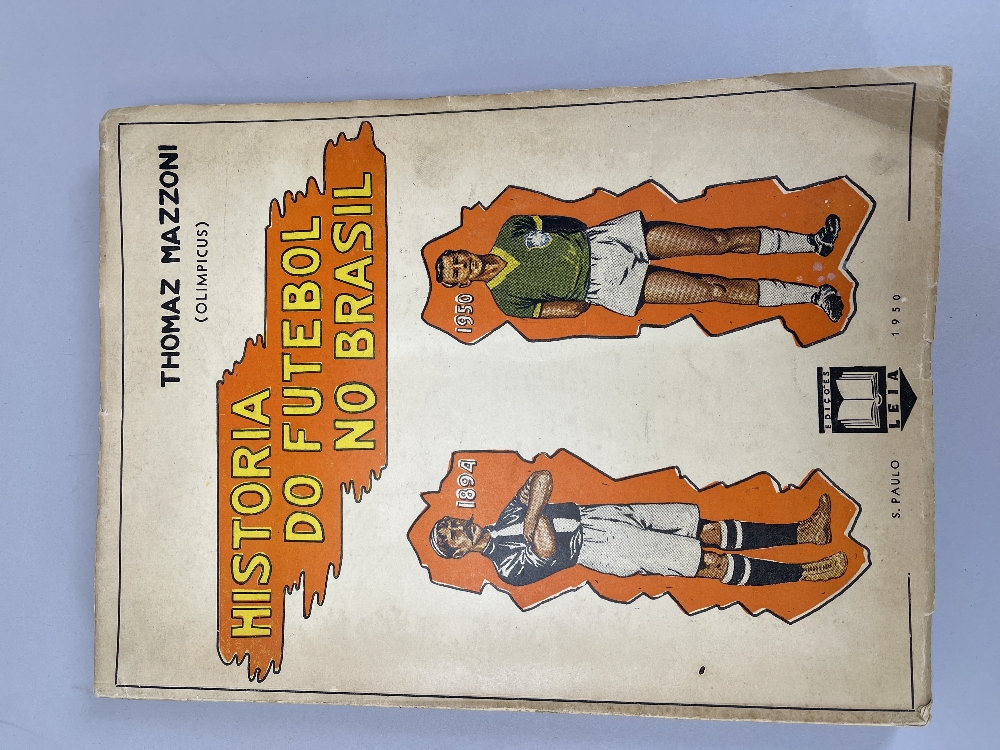 THOMAZ MAZZONI
(OLIMPICUS)
HISTORIA
DO FUTEBOL
NO BRASIL
1894
1950
EDIÇÕES
LEIA
S. PAULO
1950